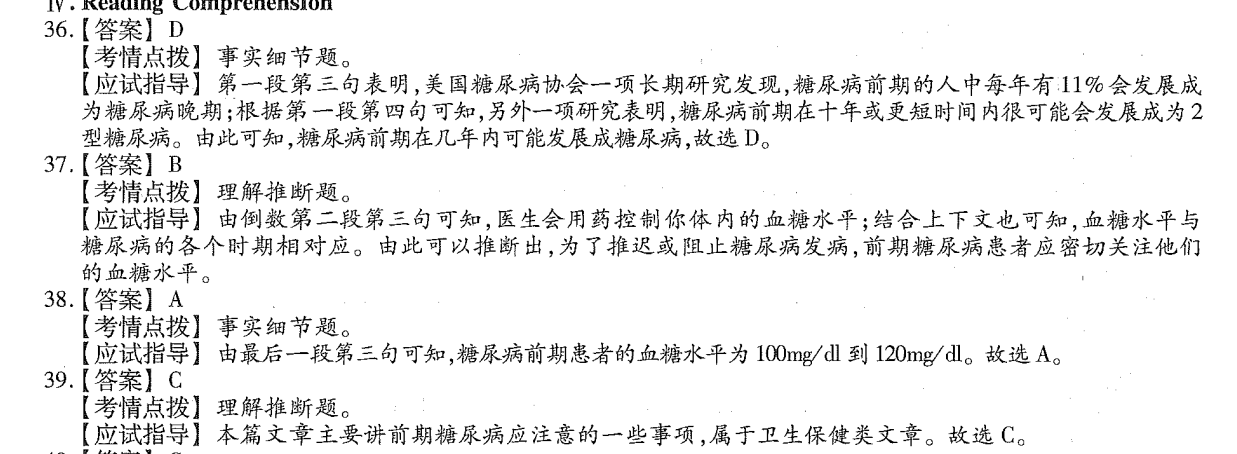 Ⅳ. Reading Comprehension
36.【答案】 D
【考情点拨】 事实细节题。
【应试指导】 第一段第三句表明,美国糖尿病协会一项长期研究发现,糖尿病前期的人中每年有11%会发展成
为糖尿病晚期;根据第一段第四句可知,另外一项研究表明,糖尿病前期在十年或更短时间内很可能会发展成为2
型糖尿病。由此可知,糖尿病前期在几年内可能发展成糖尿病,故选D。
37.【答案】 B
【考情点拨】 理解推断题。
【应试指导】 由倒数第二段第三句可知,医生会用药控制你体内的血糖水平;结合上下文也可知,血糖水平与
糖尿病的各个时期相对应。由此可以推断出,为了推迟或阻止糖尿病发病,前期糖尿病患者应密切关注他们
的血糖水平。
38.【答案】 A
【考情点拨】 事实细节题。
【应试指导】 由最后一段第三句可知,糖尿病前期患者的血糖水平为100mg/dl到120mg/dl。故选A。
39.【答案】 C
【考情点拨】 理解推断题。
【应试指导】 本篇文章主要讲前期糖尿病应注意的一些事项,属于卫生保健类文章。故选C。